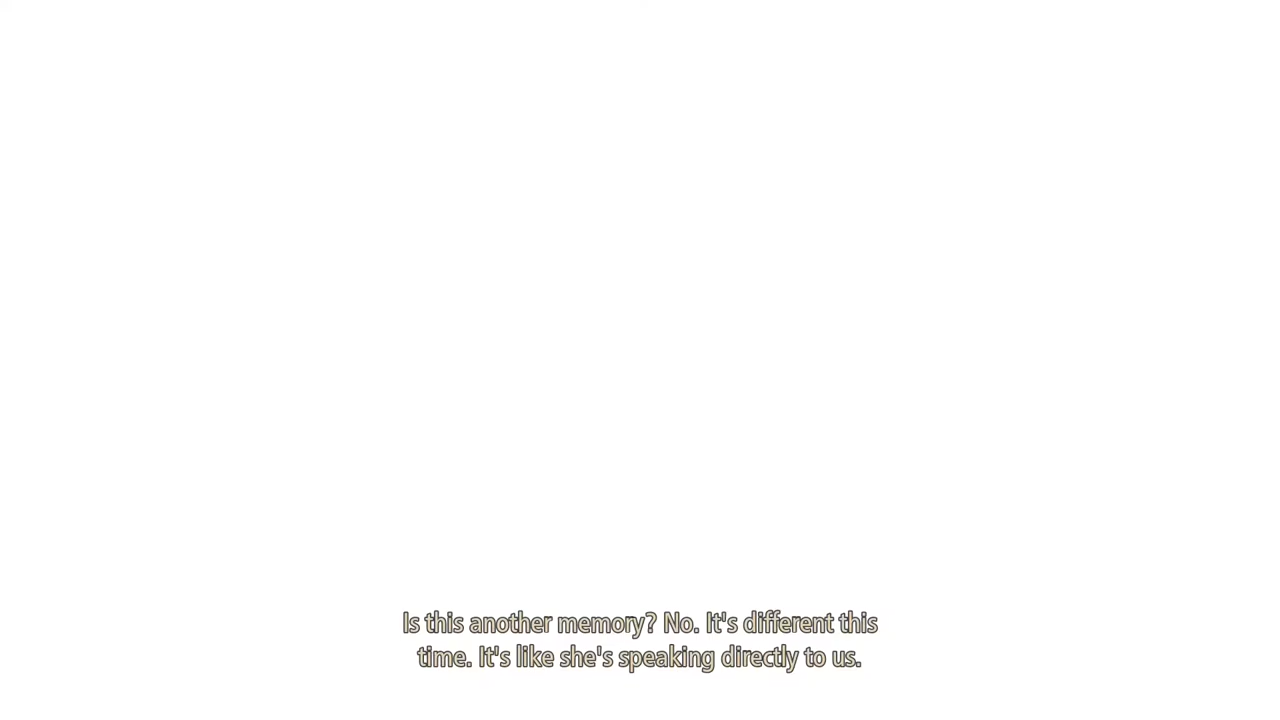 Is this another memory? No. It's different this
time. It's like she's speaking directly to us.